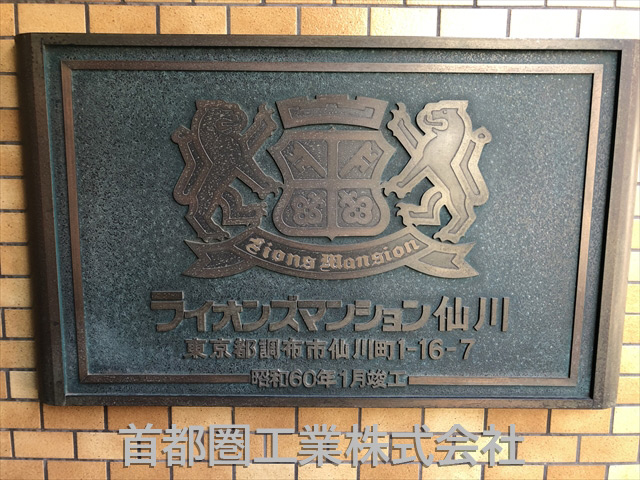 Lions Mansion
ライオンズマンション仙川
東京都調布市仙川町1-16-7
昭和60年1月竣工
首都圏工業株式会社